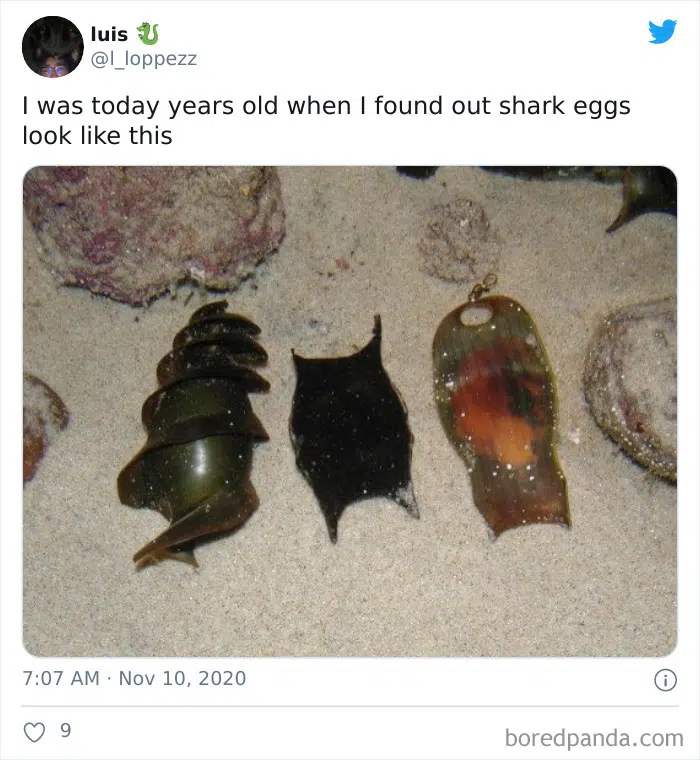 luis 🐉
@l_loppezz
I was today years old when I found out shark eggs
look like this
7:07 AM · Nov 10, 2020
9
boredpanda.com